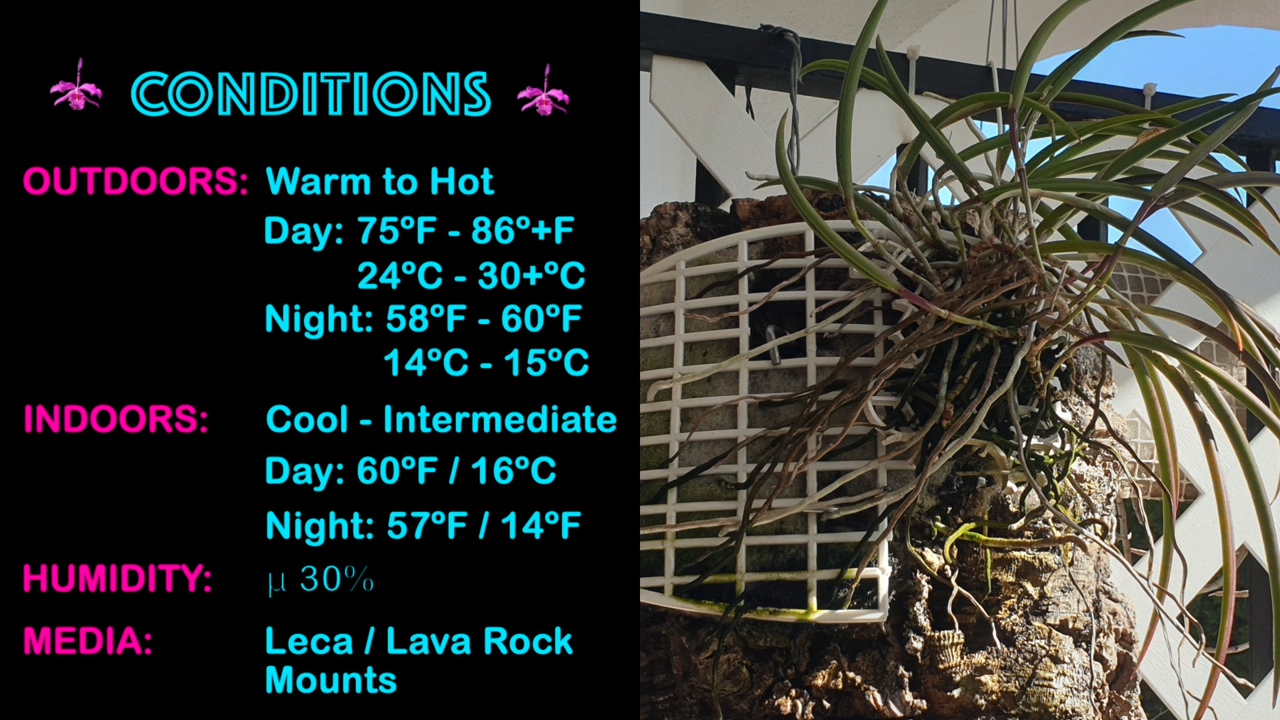 CONDITIONS
OUTDOORS: Warm to Hot
Day: 75ºF - 86º+F
24ºC - 30+ºC
Night: 58ºF - 60ºF
14ºC - 15ºC
INDOORS: Cool - Intermediate
Day: 60ºF / 16ºC
Night: 57ºF / 14ºF
HUMIDITY: μ 30%
MEDIA: Leca / Lava Rock
Mounts